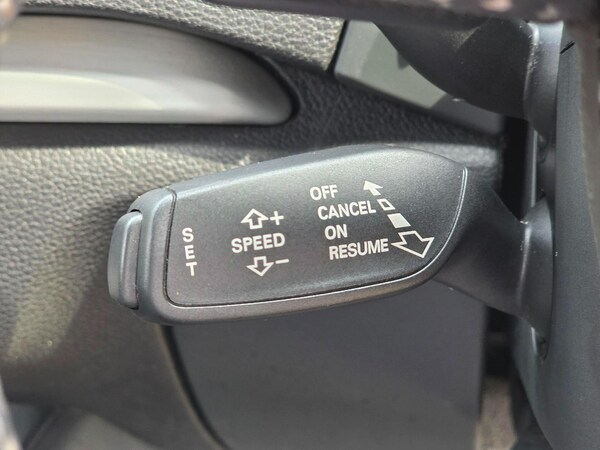 SET
+
SPEED
-
OFF
CANCEL
ON
RESUME